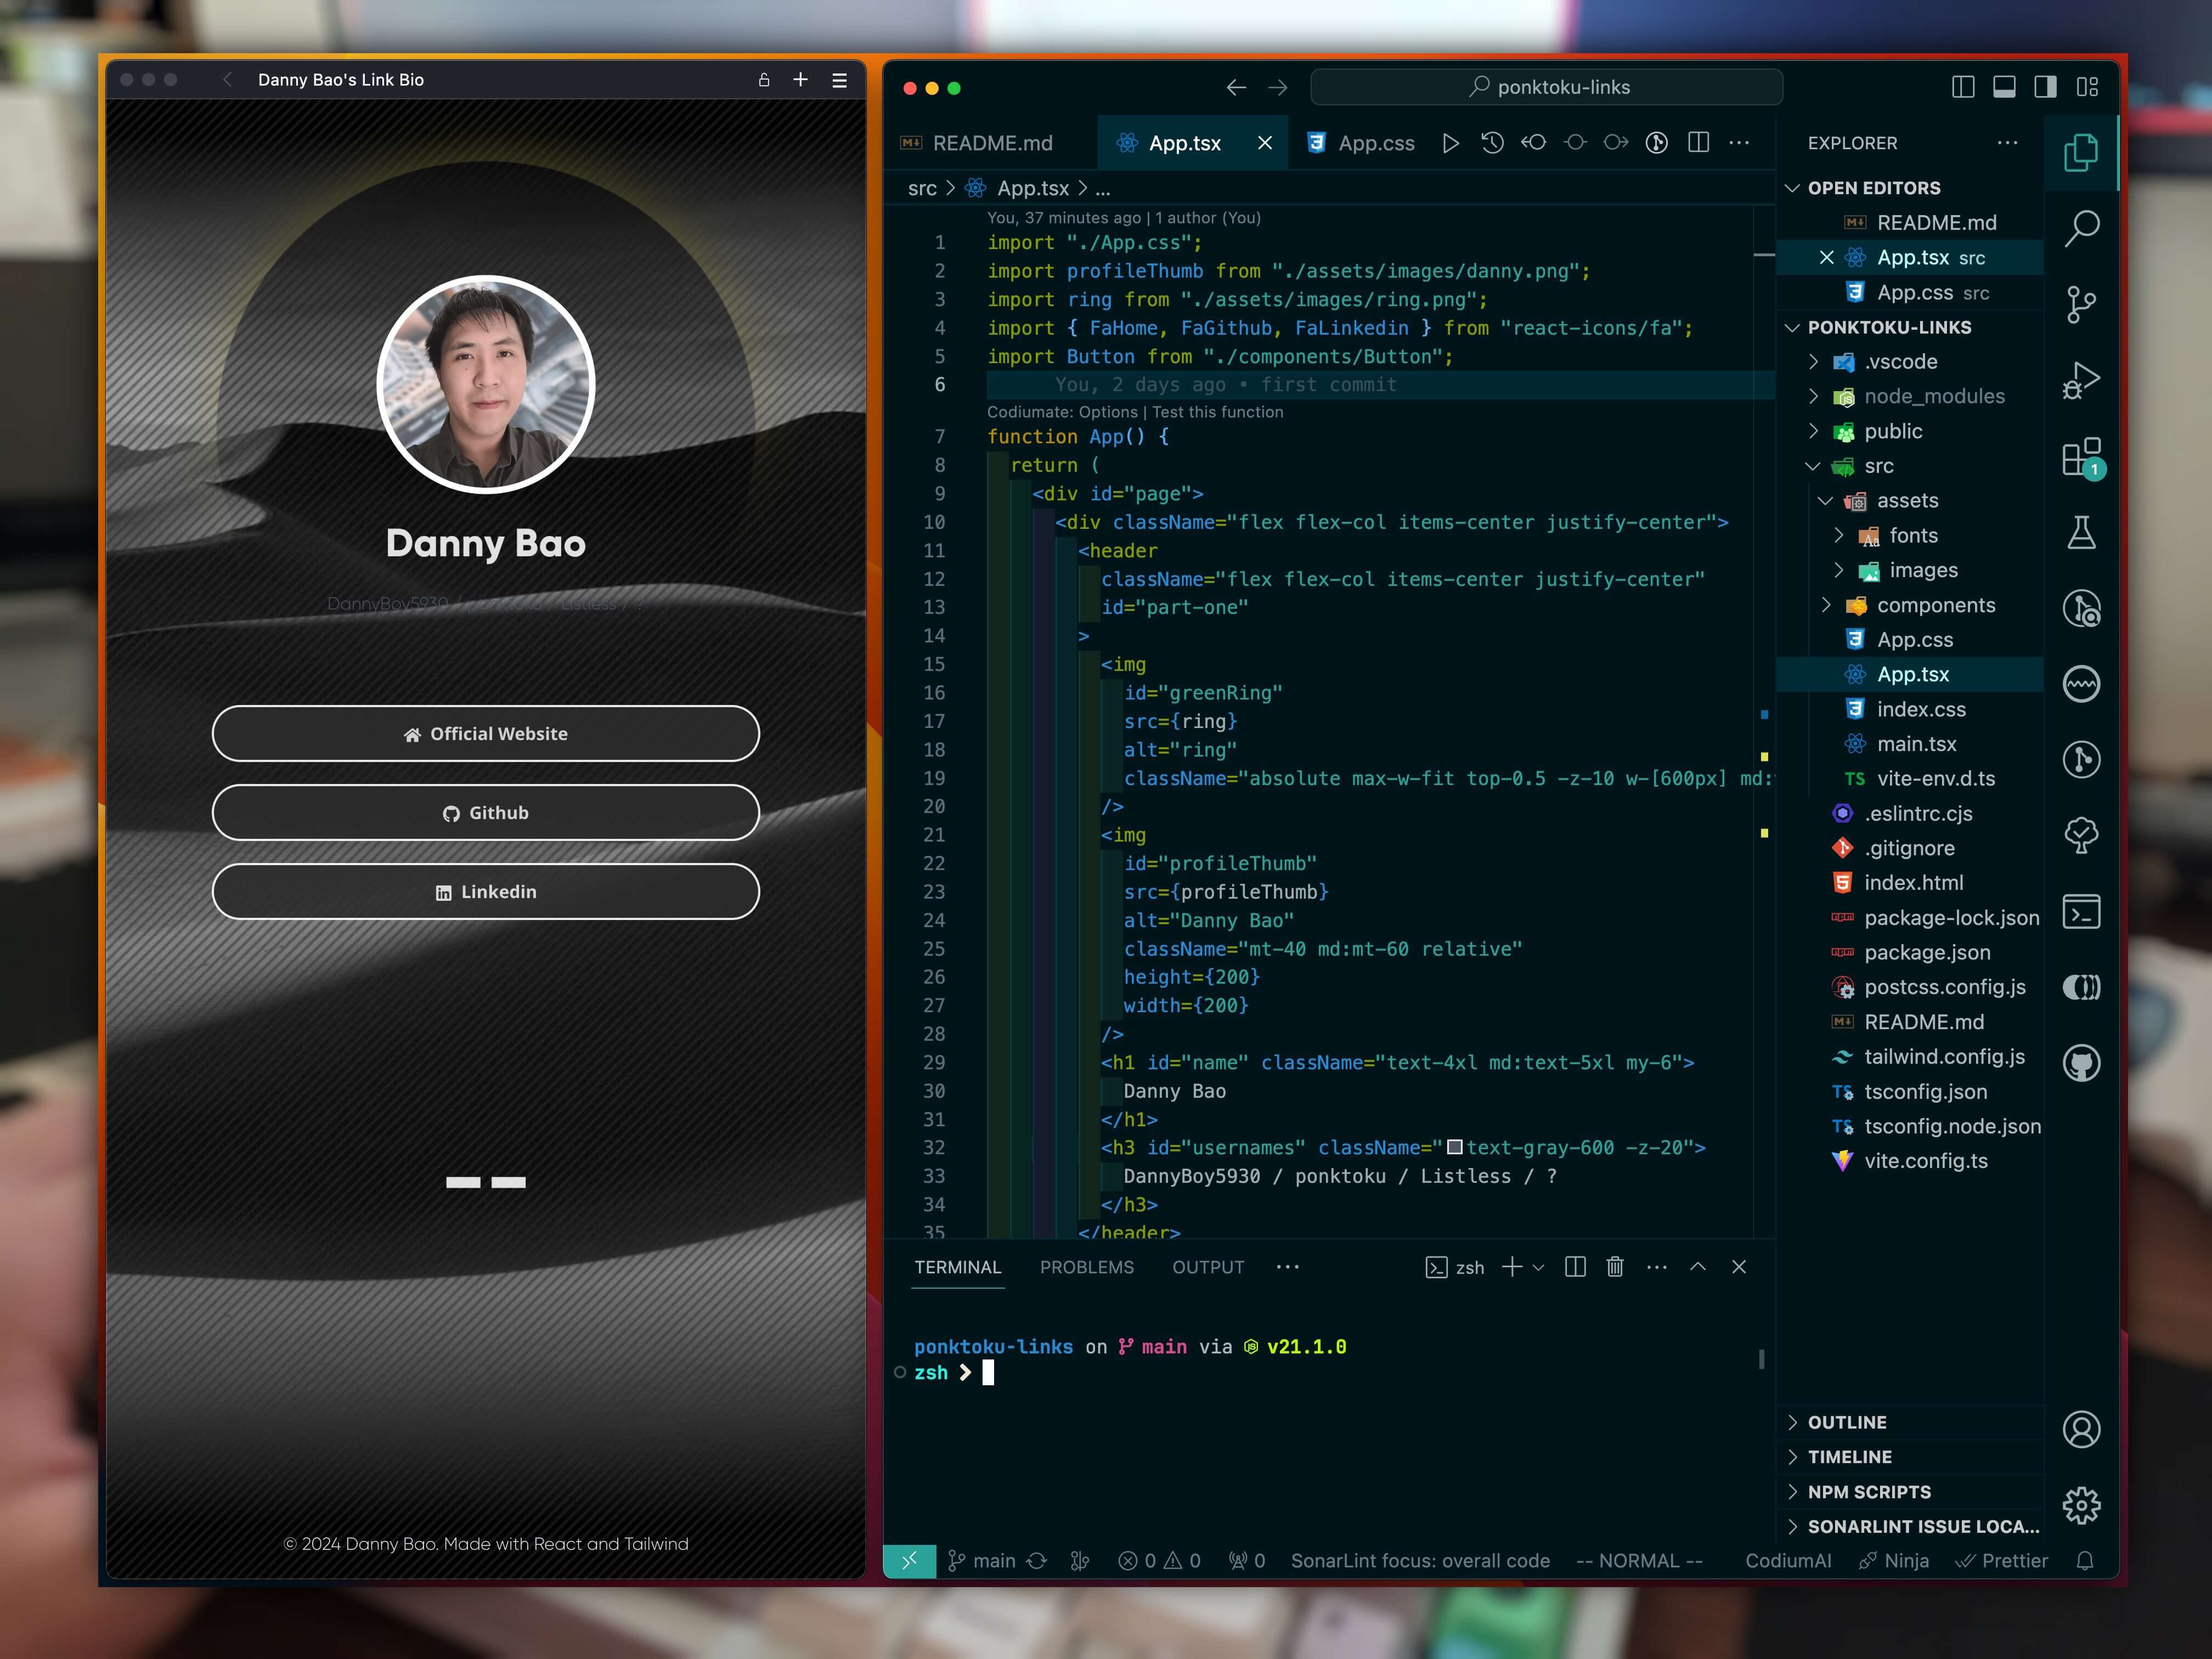 Danny Bao's Link Bio
Danny Bao
DannyBoy5930 / ponktoku / Listless / ?
Official Website
Github
Linkedin
© 2024 Danny Bao. Made with React and Tailwind
ponktoku-links
README.md
App.tsx
App.css
src > App.tsx > ...
You, 37 minutes ago | 1 author (You)
1 import "./App.css";
2 import profileThumb from "./assets/images/danny.png";
3 import ring from "./assets/images/ring.png";
4 import { FaHome, FaGithub, FaLinkedin } from "react-icons/fa";
5 import Button from "./components/Button";
6 You, 2 days ago • first commit
Codiumate: Options | Test this function
7 function App() {
8 return (
9 <div id="page">
10 <div className="flex flex-col items-center justify-center">
11 <header
12 className="flex flex-col items-center justify-center"
13 id="part-one"
14 >
15 <img
16 id="greenRing"
17 src={ring}
18 alt="ring"
19 className="absolute max-w-fit top-0.5 -z-10 w-[600px] md:
20 />
21 <img
22 id="profileThumb"
23 src={profileThumb}
24 alt="Danny Bao"
25 className="mt-40 md:mt-60 relative"
26 height={200}
27 width={200}
28 />
29 <h1 id="name" className="text-4xl md:text-5xl my-6">
30 Danny Bao
31 </h1>
32 <h3 id="usernames" className="text-gray-600 -z-20">
33 DannyBoy5930 / ponktoku / Listless / ?
34 </h3>
35 </header>
TERMINAL PROBLEMS OUTPUT ... zsh
ponktoku-links on main via v21.1.0
zsh ❯
EXPLORER
OPEN EDITORS
README.md
App.tsx src
App.css src
PONKTOKU-LINKS
.vscode
node_modules
public
src
assets
fonts
images
components
App.css
App.tsx
index.css
main.tsx
TS vite-env.d.ts
.eslintrc.cjs
.gitignore
index.html
package-lock.json
package.json
postcss.config.js
README.md
tailwind.config.js
TS tsconfig.json
TS tsconfig.node.json
vite.config.ts
OUTLINE
TIMELINE
NPM SCRIPTS
SONARLINT ISSUE LOCA...
1
main 0 0 0 SonarLint focus: overall code -- NORMAL -- CodiumAI Ninja Prettier